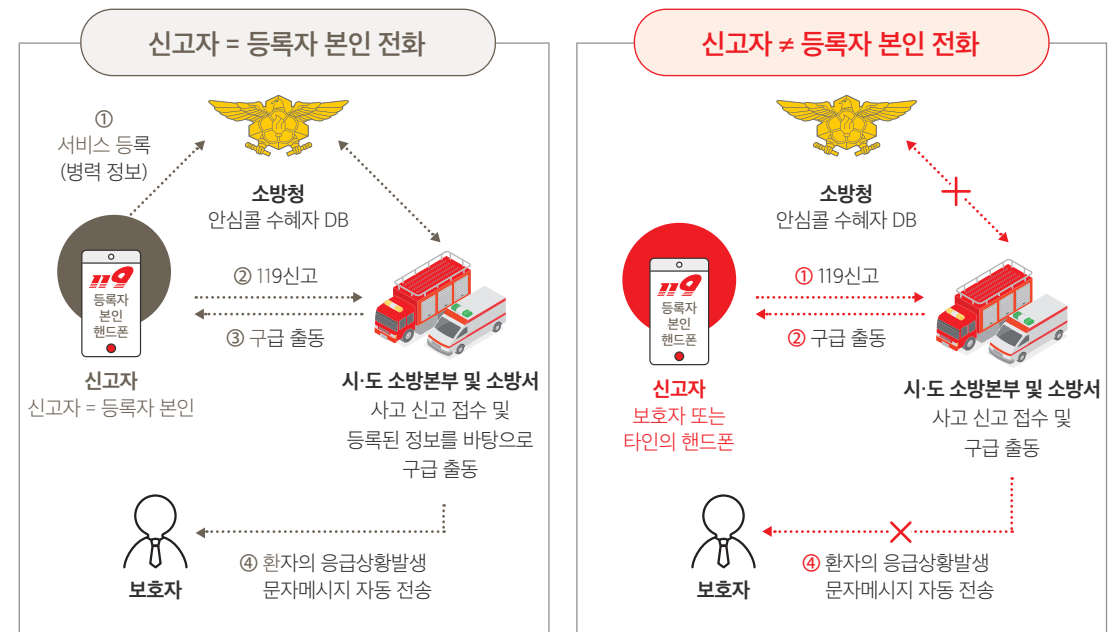 신고자 = 등록자 본인 전화
①
서비스 등록
(병력 정보)
소방청
안심콜 수혜자 DB
119
등록자
본인
핸드폰
② 119신고
③ 구급 출동
신고자
신고자 = 등록자 본인
시·도 소방본부 및 소방서
사고 신고 접수 및
등록된 정보를 바탕으로
구급 출동
보호자
④ 환자의 응급상황발생
문자메시지 자동 전송
신고자 ≠ 등록자 본인 전화
소방청
안심콜 수혜자 DB
119
등록자
본인
핸드폰
① 119신고
② 구급 출동
신고자
보호자 또는
타인의 핸드폰
시·도 소방본부 및 소방서
사고 신고 접수 및
구급 출동
보호자
④ 환자의 응급상황발생
문자메시지 자동 전송